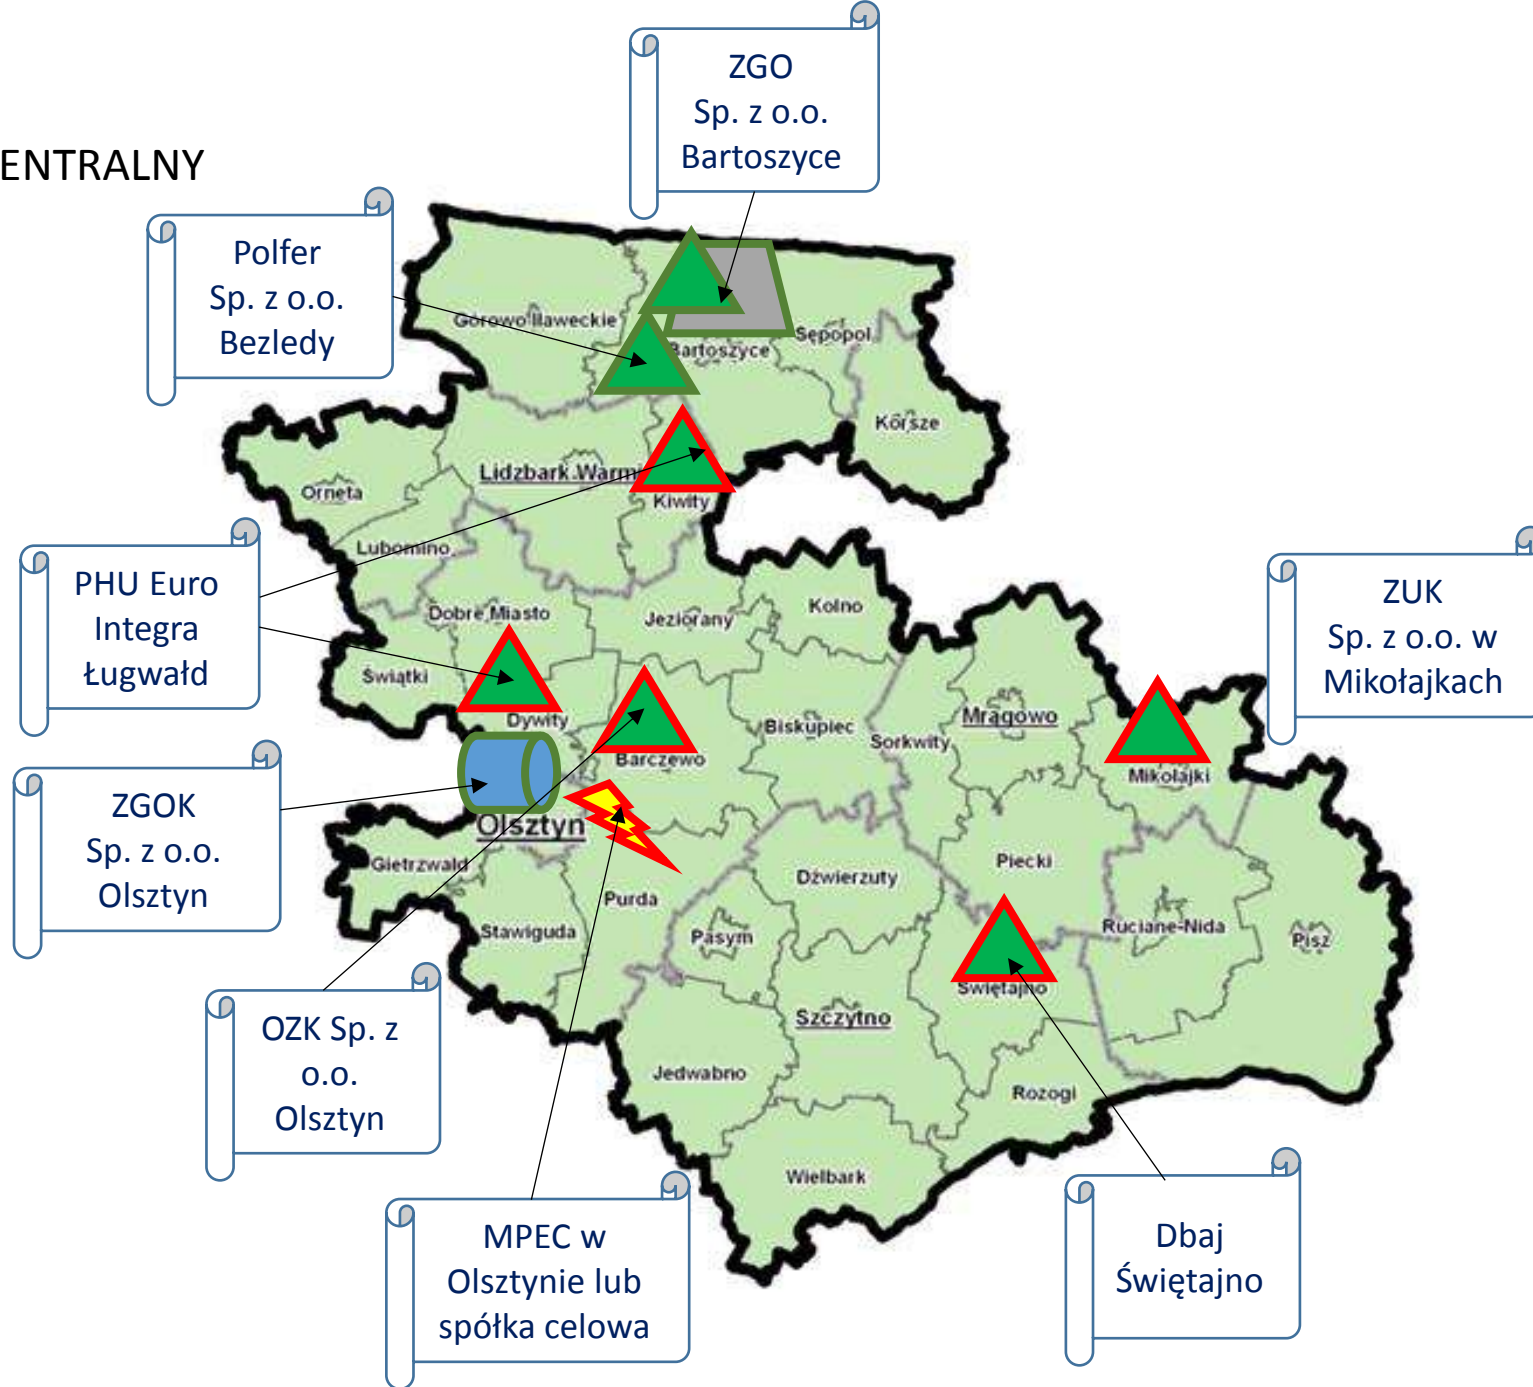 ZGO
Sp. z o.o.
Bartoszyce
ENTRALNY
Polfer
Sp. z o.o.
Bezledy
Górowo Iławeckie
Bartoszyce
Sępopol
Korsze
Lidzbark Warmi
Orneta
Kiwity
Lubomino
PHU Euro
Integra
Ługwałd
Dobre Miasto
Jeziorany
Kolno
ZUK
Sp. z o.o. w
Mikołajkach
Świątki
Dywity
Barczewo
Biskupiec
Sorkwity
Mrągowo
Mikołajki
ZGOK
Sp. z o.o.
Olsztyn
Olsztyn
Gietrzwałd
Purda
Dźwierzuty
Piecki
Stawiguda
Pasym
Ruciane-Nida
Pisz
Świętajno
Szczytno
OZK Sp. z
o.o.
Olsztyn
Jedwabno
Rozogi
Wielbark
MPEC w
Olsztynie lub
spółka celowa
Dbaj
Świętajno